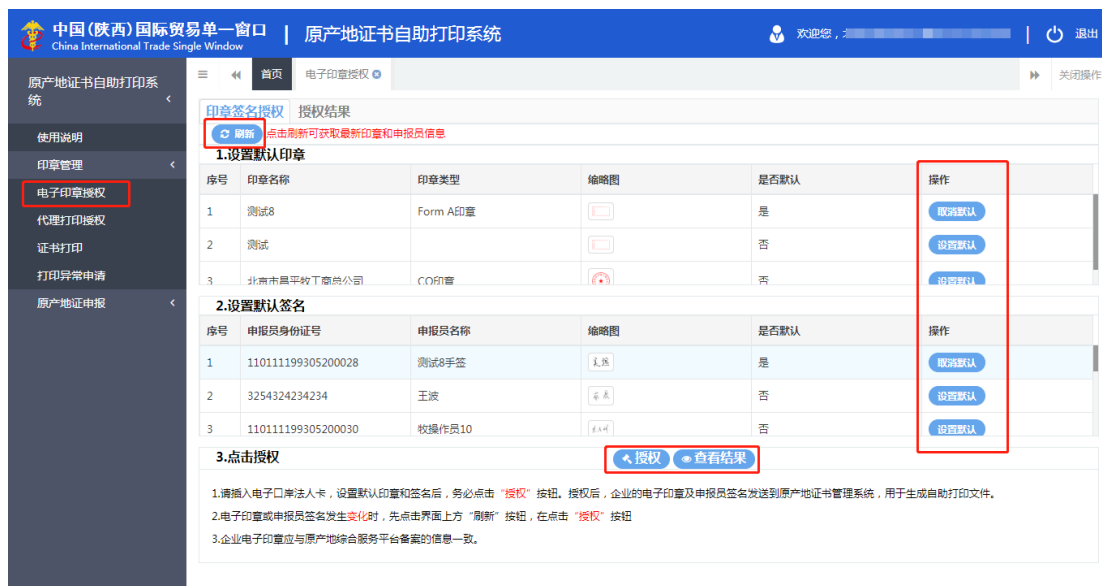 中国(陕西)国际贸易单一窗口 | 原产地证书自助打印系统
China International Trade Single Window
欢迎您，
退出
原产地证书自助打印系统
使用说明
印章管理
电子印章授权
代理打印授权
证书打印
打印异常申请
原产地证申报
首页 电子印章授权 关闭操作
印章签名授权 授权结果
刷新 点击刷新可获取最新印章和申报员信息
1.设置默认印章
序号 印章名称 印章类型 缩略图 是否默认 操作
1 测试8 Form A印章 是 取消默认
2 测试 否 设置默认
3 北京市昌平牧工商总公司 CO印章 否 设置默认
2.设置默认签名
序号 申报员身份证号 申报员名称 缩略图 是否默认 操作
1 110111199305200028 测试8手签 是 取消默认
2 3254324234234 王波 否 设置默认
3 110111199305200030 牧操作员10 否 设置默认
3.点击授权 授权 查看结果
1.请插入电子口岸法人卡，设置默认印章和签名后，务必点击“授权”按钮。授权后，企业的电子印章及申报员签名发送到原产地证书管理系统，用于生成自助打印文件。
2.电子印章或申报员签名发生变化时，先点击界面上方“刷新”按钮，在点击“授权”按钮
3.企业电子印章应与原产地综合服务平台备案的信息一致。